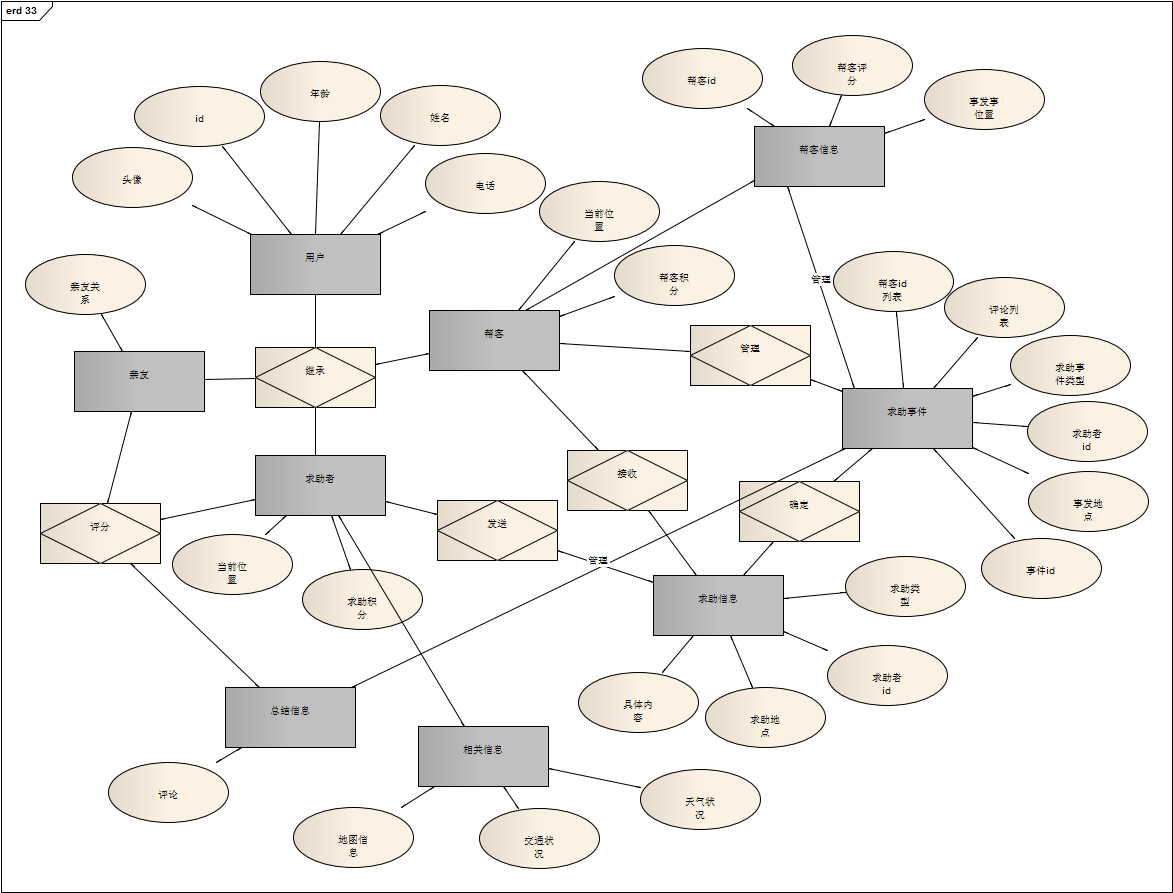 erd 33
帮客评
分
帮客id
年龄
事发事
位置
id
姓名
帮客信息
头像
电话
当前位
置
用户
管理
帮客积
分
帮客id
列表
亲友关
系
评论列
表
帮客
管理
继承
亲友
求助事
件类型
求助事件
求助者
id
求助者
接收
事发地
点
确定
评分
发送
管理
事件id
当前位
置
求助积
分
求助信息
求助类
型
求助者
id
具体内
容
总结信息
求助地
点
相关信息
评论
天气状
况
地图信
息
交通状
况